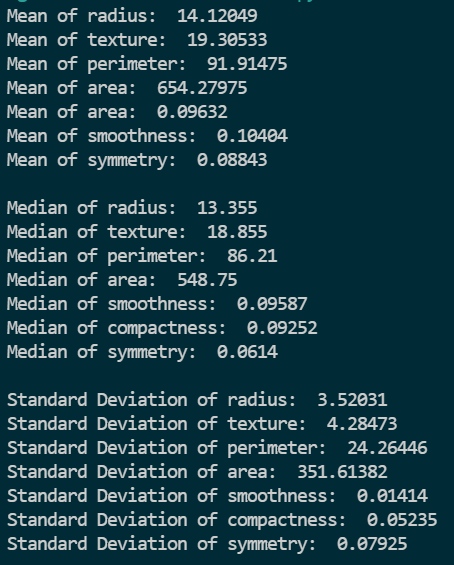 Mean of radius:  14.12049
Mean of texture:  19.30533
Mean of perimeter:  91.91475
Mean of area:  654.27975
Mean of area:  0.09632
Mean of smoothness:  0.10404
Mean of symmetry:  0.08843

Median of radius:  13.355
Median of texture:  18.855
Median of perimeter:  86.21
Median of area:  548.75
Median of smoothness:  0.09587
Median of compactness:  0.09252
Median of symmetry:  0.0614

Standard Deviation of radius:  3.52031
Standard Deviation of texture:  4.28473
Standard Deviation of perimeter:  24.26446
Standard Deviation of area:  351.61382
Standard Deviation of smoothness:  0.01414
Standard Deviation of compactness:  0.05235
Standard Deviation of symmetry:  0.07925